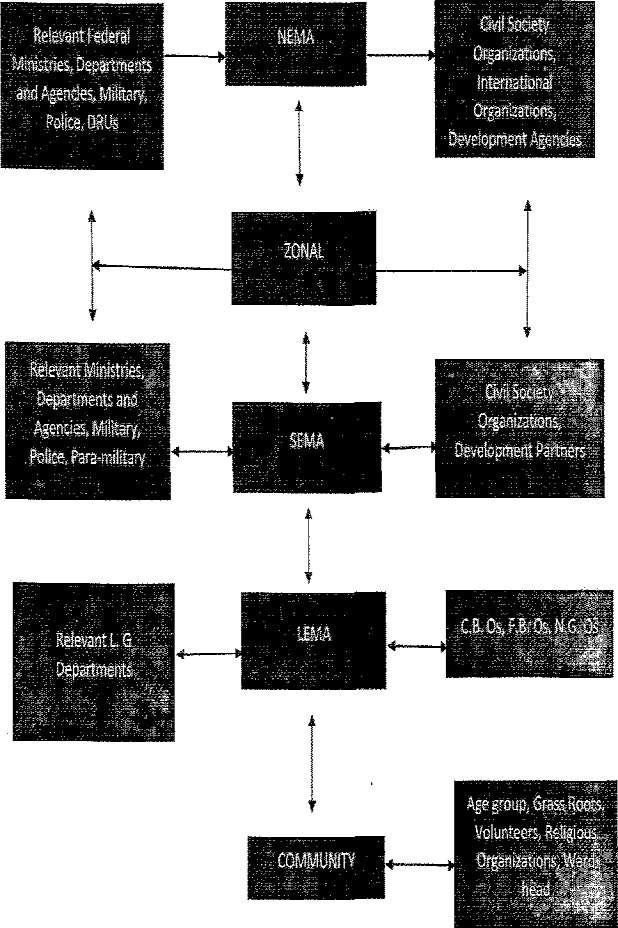 Relevant Federal
Ministries, Departments
and Agencies, Military,
Police, DRUs
NEMA
Civil Society
Organizations,
International
Organizations,
Development Agencies
ZONAL
Relevant Ministries,
Departments and
Agencies, Military,
Police, Para-military
SEMA
Civil Society
Organizations,
Development Partners
Relevant L. G
Departments
LEMA
C.B. Os, F.B. Os, N.G. Os
COMMUNITY
Age group, Grass Roots,
Volunteers, Religious
Organizations, Ward
head